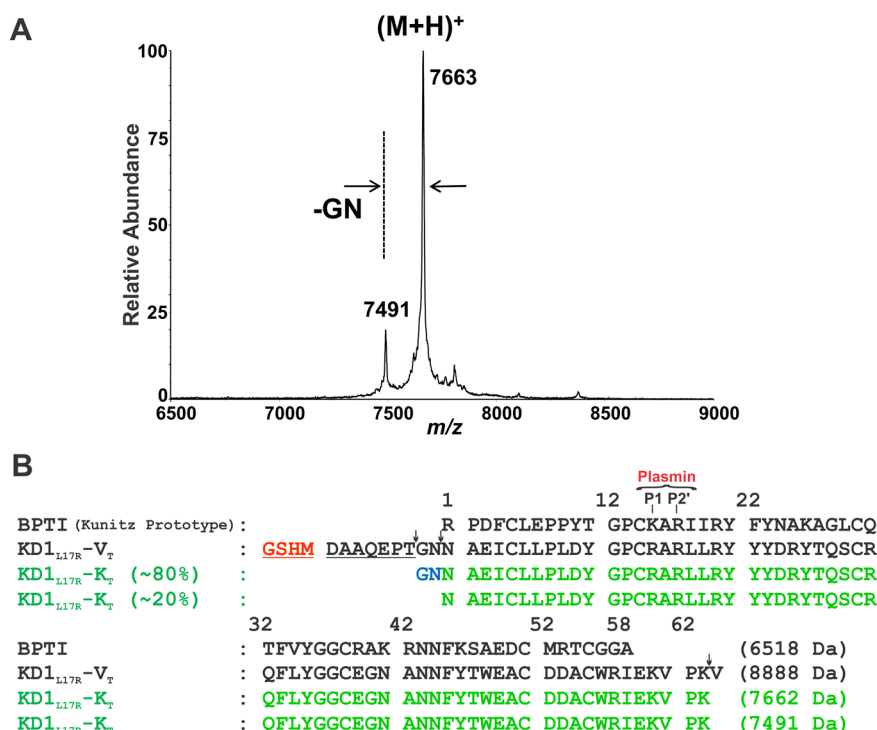 A
(M+H)+
100
7663
75
-GN
50
7491
25
0
Relative Abundance
6500 7000 7500 8000 8500 9000
m/z
B
Plasmin
P1 P2'
1 12 22
BPTI (Kunitz Prototype): R PDFCLEPPYT GPCKARIIRY FYNAKAGLCQ
KD1L17R-VT : GSHM DAAQEPTGNN AEICLLPLDY GPCRARLLRY YYDRYTQSCR
KD1L17R-KT (~80%) : GNN AEICLLPLDY GPCRARLLRY YYDRYTQSCR
KD1L17R-KT (~20%) : N AEICLLPLDY GPCRARLLRY YYDRYTQSCR
32 42 52 58 62
BPTI : TFVYGGCRAK RNNFKSAEDC MRTCGGA (6518 Da)
KD1L17R-VT : QFLYGGCEGN ANNFYTWEAC DDACWRIEKV PKV (8888 Da)
KD1L17R-KT : QFLYGGCEGN ANNFYTWEAC DDACWRIEKV PK (7662 Da)
KD1L17R-KT : QFLYGGCEGN ANNFYTWEAC DDACWRIEKV PK (7491 Da)